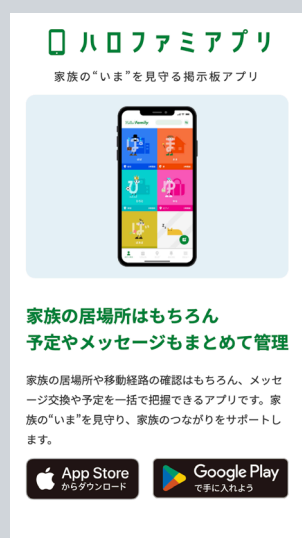 ハロファミアプリ
家族の“いま”を見守る掲示板アプリ
Hello Family
ぱ
ま
ぴ
ゆ
ぽ
家族の居場所はもちろん
予定やメッセージもまとめて管理
家族の居場所や移動経路の確認はもちろん、メッセ
ージ交換や予定を一括で把握できるアプリです。家
族の“いま”を見守り、家族のつながりをサポートし
ます。
App Store
からダウンロード
Google Play
で手に入れよう